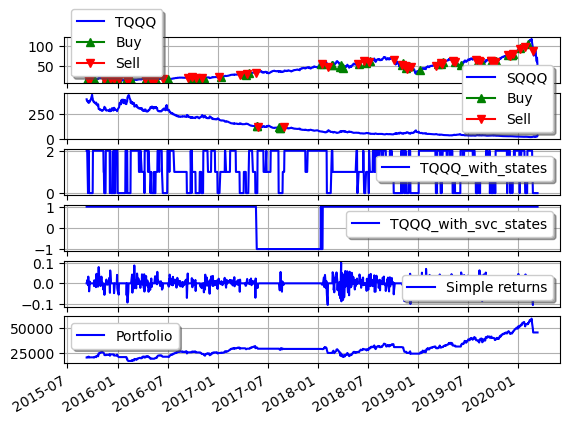 TQQQ
Buy
Sell
100
50
SQQQ
Buy
Sell
250
0
TQQQ_with_states
2
0
TQQQ_with_svc_states
1
0
−1
Simple returns
0.1
0.0
−0.1
Portfolio
50000
25000
2015-07
2016-01
2016-07
2017-01
2017-07
2018-01
2018-07
2019-01
2019-07
2020-01